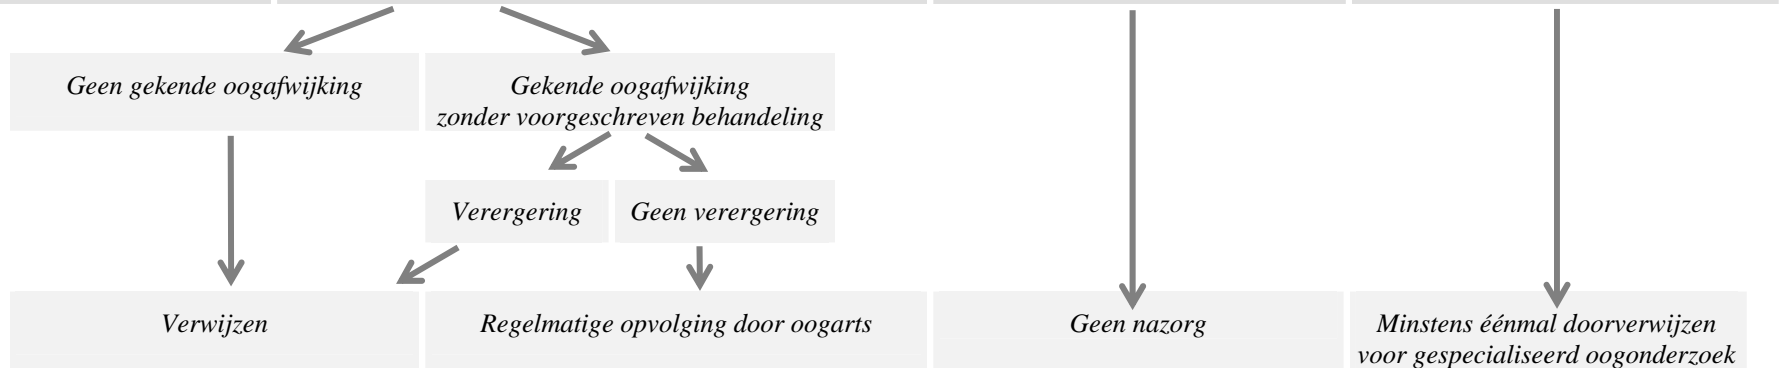 Geen gekende oogafwijking
Gekende oogafwijking
zonder voorgeschreven behandeling
Verergering
Geen verergering
Verwijzen
Regelmatige opvolging door oogarts
Geen nazorg
Minstens éénmal doorverwijzen
voor gespecialiseerd oogonderzoek